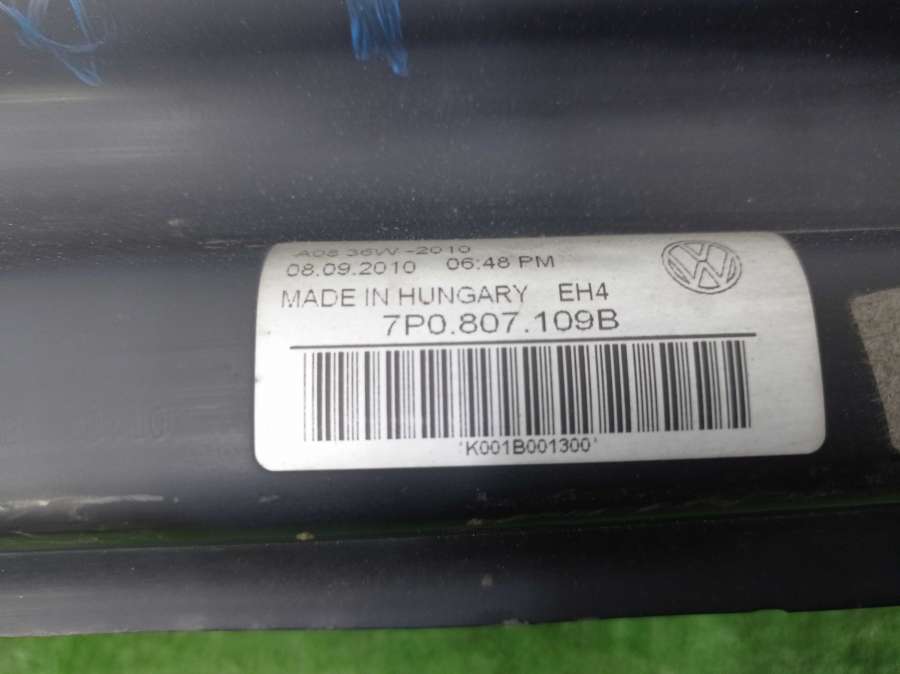 A08 36W-2010
08.09.2010 06:48 PM
MADE IN HUNGARY EH4
7P0.807.109B
*K001B001300*